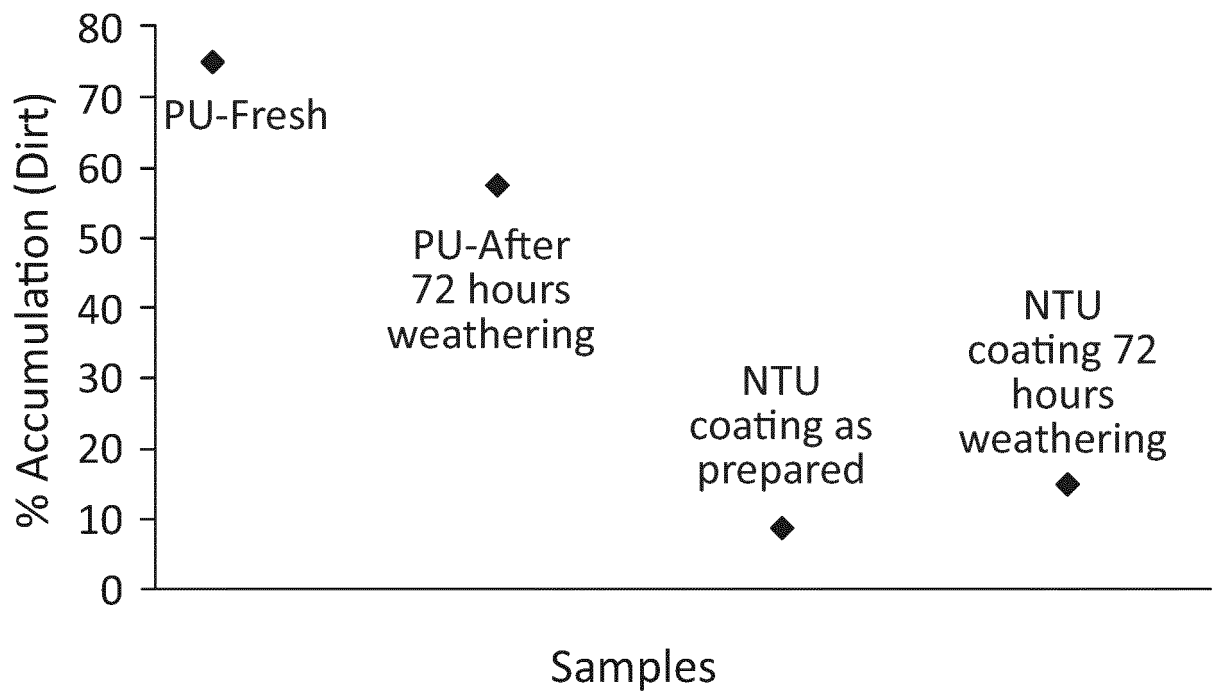 % Accumulation (Dirt)
80
70
60
50
40
30
20
10
0
PU-Fresh
PU-After
72 hours
weathering
NTU
coating as
prepared
NTU
coating 72
hours
weathering
Samples